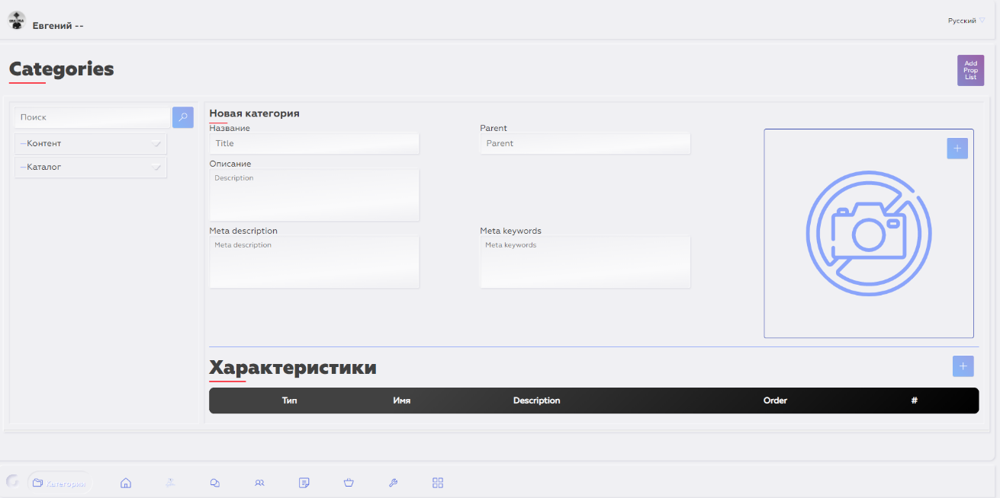 Евгений --
Русский
Categories
Add
Prop
List
Поиск
Новая категория
Название
Parent
Title
Parent
—Контент
—Каталог
Описание
Description
Meta description
Meta keywords
Meta description
Meta keywords
Характеристики
Тип Имя Description Order #
Категории